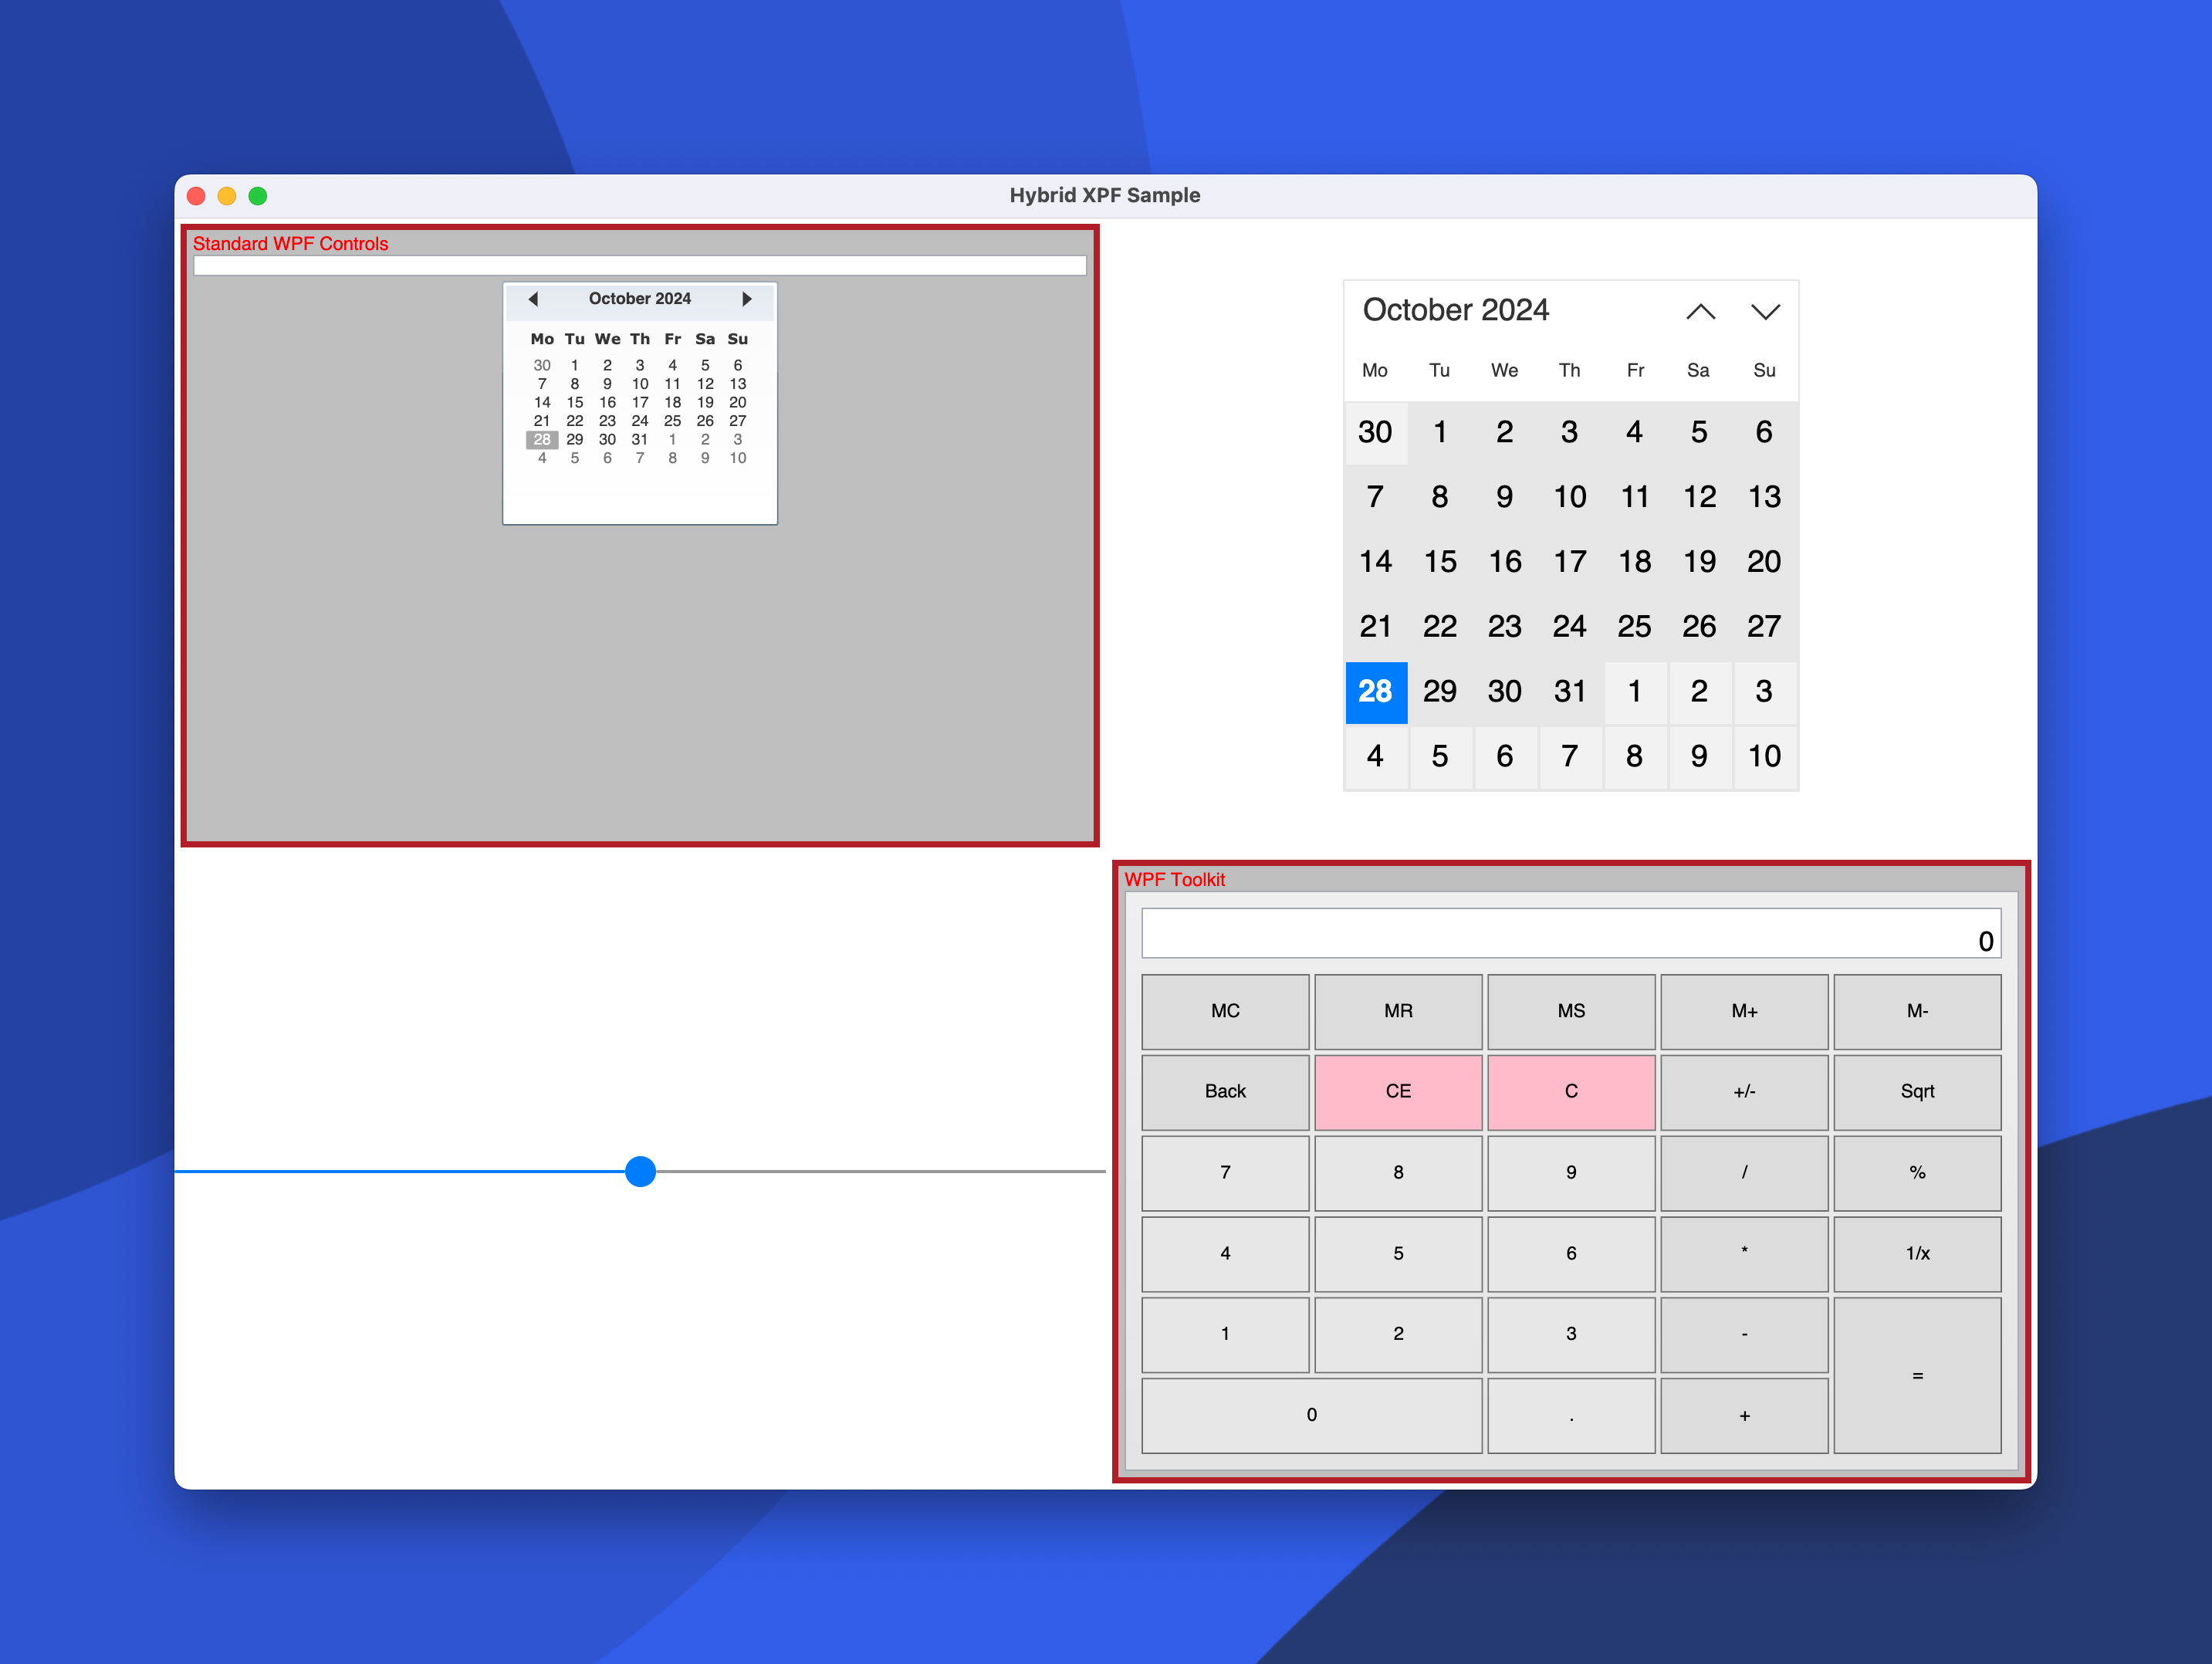 Hybrid XPF Sample
Standard WPF Controls
October 2024
Mo Tu We Th Fr Sa Su
30 1 2 3 4 5 6
7 8 9 10 11 12 13
14 15 16 17 18 19 20
21 22 23 24 25 26 27
28 29 30 31 1 2 3
4 5 6 7 8 9 10
October 2024
Mo Tu We Th Fr Sa Su
30 1 2 3 4 5 6
7 8 9 10 11 12 13
14 15 16 17 18 19 20
21 22 23 24 25 26 27
28 29 30 31 1 2 3
4 5 6 7 8 9 10
WPF Toolkit
0
MC MR MS M+ M-
Back CE C +/- Sqrt
7 8 9 / %
4 5 6 * 1/x
1 2 3 - =
0 . +